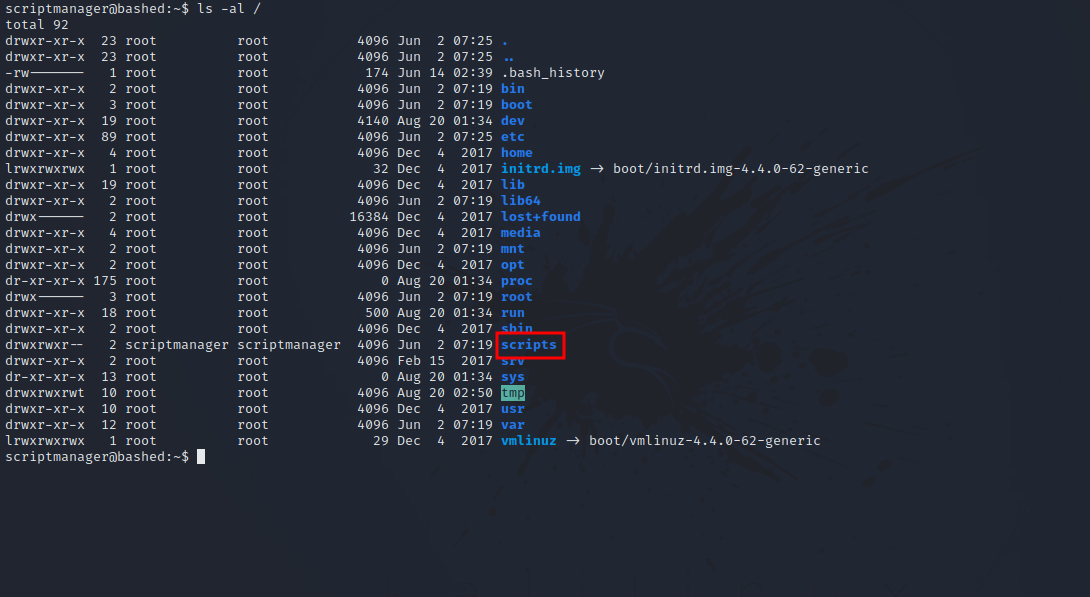 scriptmanager@bashed:~$ ls -al /
total 92
drwxr-xr-x  23 root          root           4096 Jun  2 07:25 .
drwxr-xr-x  23 root          root           4096 Jun  2 07:25 ..
-rw-------   1 root          root            174 Jun 14 02:39 .bash_history
drwxr-xr-x   2 root          root           4096 Jun  2 07:19 bin
drwxr-xr-x   3 root          root           4096 Jun  2 07:19 boot
drwxr-xr-x  19 root          root           4140 Aug 20 01:34 dev
drwxr-xr-x  89 root          root           4096 Jun  2 07:25 etc
drwxr-xr-x   4 root          root           4096 Dec  4  2017 home
lrwxrwxrwx   1 root          root             32 Dec  4  2017 initrd.img -> boot/initrd.img-4.4.0-62-generic
drwxr-xr-x  19 root          root           4096 Dec  4  2017 lib
drwxr-xr-x   2 root          root           4096 Jun  2 07:19 lib64
drwx------   2 root          root          16384 Dec  4  2017 lost+found
drwxr-xr-x   4 root          root           4096 Dec  4  2017 media
drwxr-xr-x   2 root          root           4096 Jun  2 07:19 mnt
drwxr-xr-x   2 root          root           4096 Dec  4  2017 opt
dr-xr-xr-x 175 root          root              0 Aug 20 01:34 proc
drwx------   3 root          root           4096 Jun  2 07:19 root
drwxr-xr-x  18 root          root            500 Aug 20 01:34 run
drwxr-xr-x   2 root          root           4096 Dec  4  2017 sbin
drwxrwxr--   2 scriptmanager scriptmanager  4096 Jun  2 07:19 scripts
drwxr-xr-x   2 root          root           4096 Feb 15  2017 srv
dr-xr-xr-x  13 root          root              0 Aug 20 01:34 sys
drwxrwxrwt  10 root          root           4096 Aug 20 02:50 tmp
drwxr-xr-x  10 root          root           4096 Dec  4  2017 usr
drwxr-xr-x  12 root          root           4096 Jun  2 07:19 var
lrwxrwxrwx   1 root          root             29 Dec  4  2017 vmlinuz -> boot/vmlinuz-4.4.0-62-generic
scriptmanager@bashed:~$